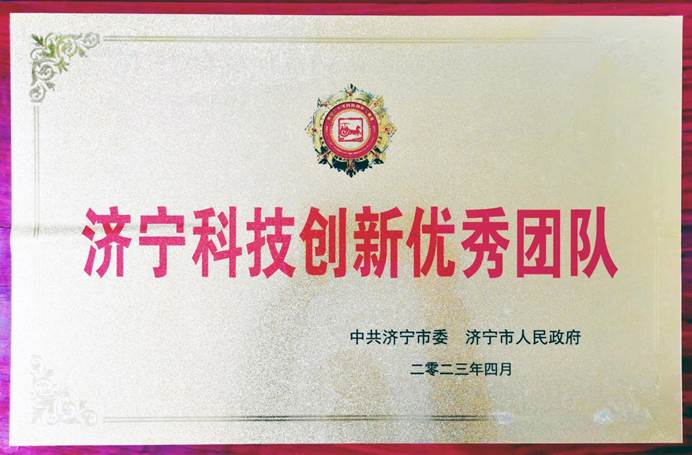 济宁科技创新优秀团队
中共济宁市委 济宁市人民政府
二零二三年四月